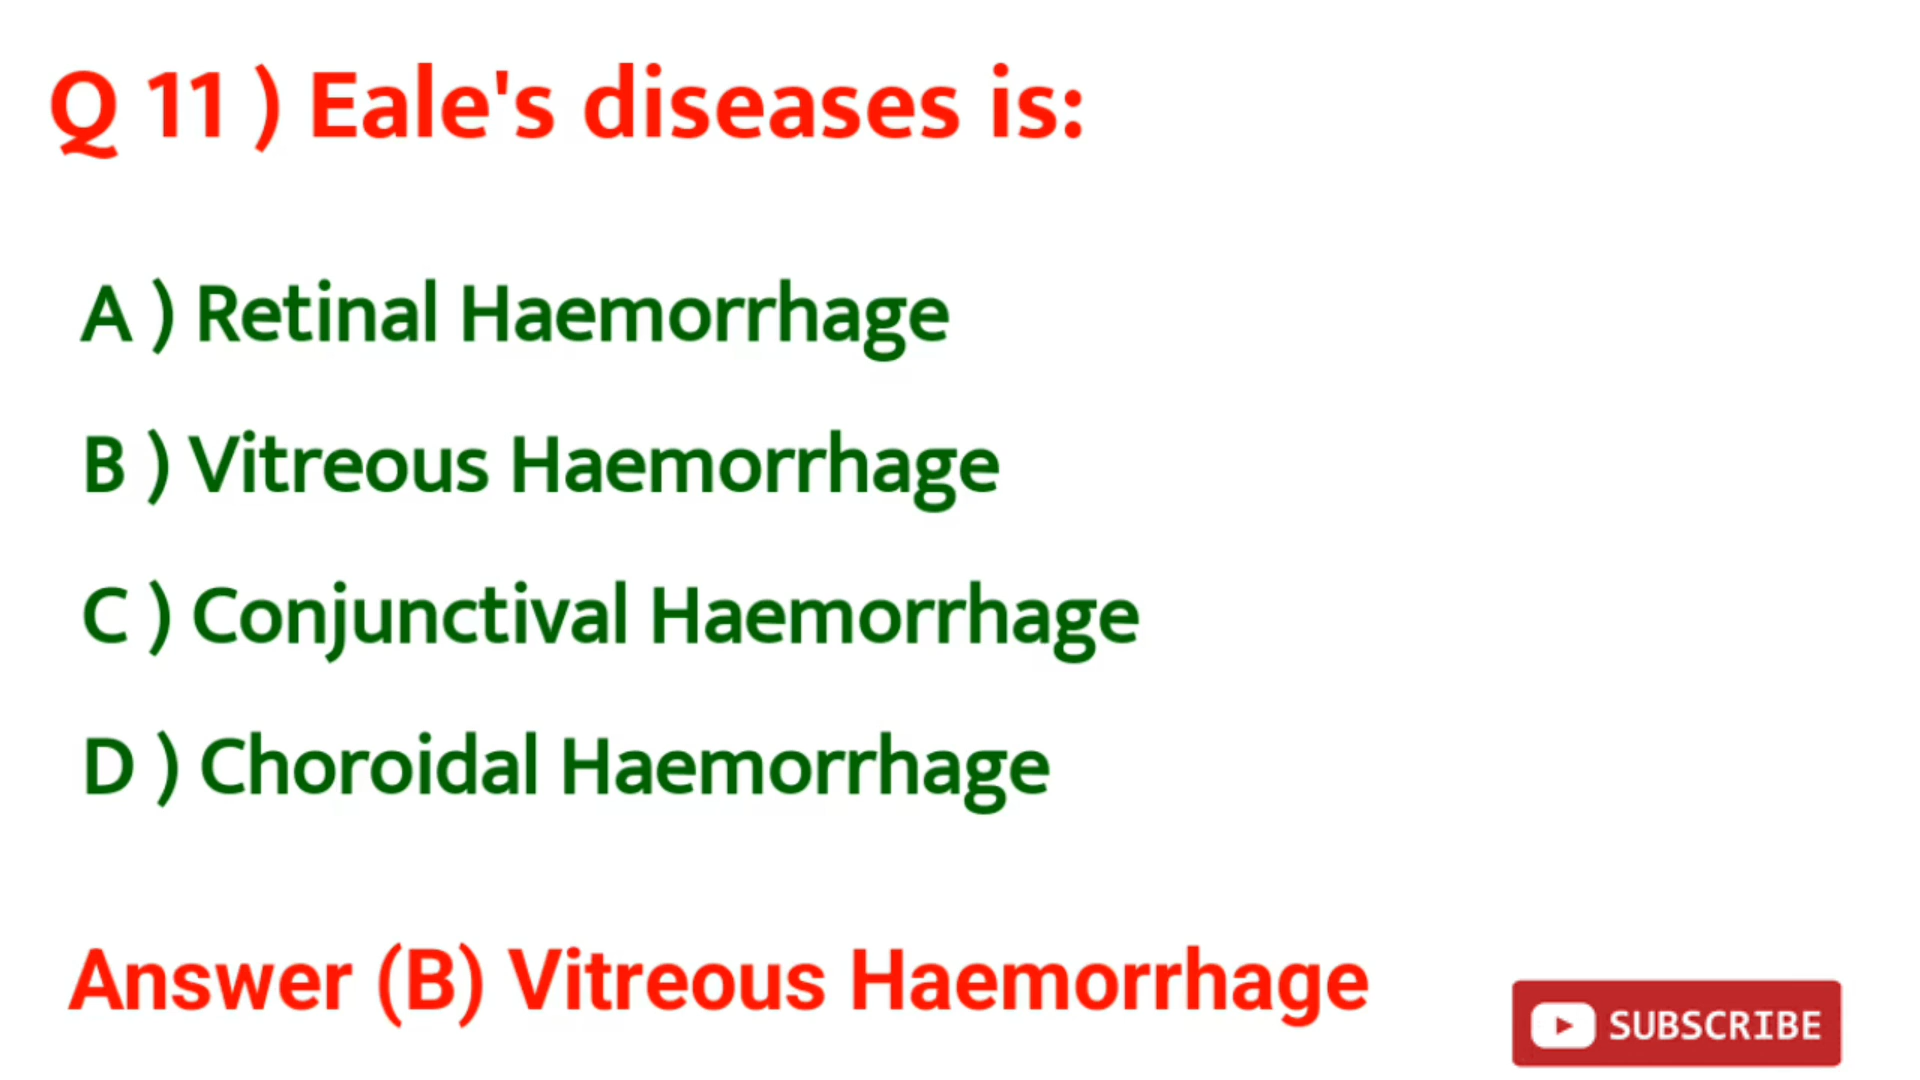 Q 11 ) Eale's diseases is:
A ) Retinal Haemorrhage
B ) Vitreous Haemorrhage
C ) Conjunctival Haemorrhage
D ) Choroidal Haemorrhage
Answer (B) Vitreous Haemorrhage
SUBSCRIBE